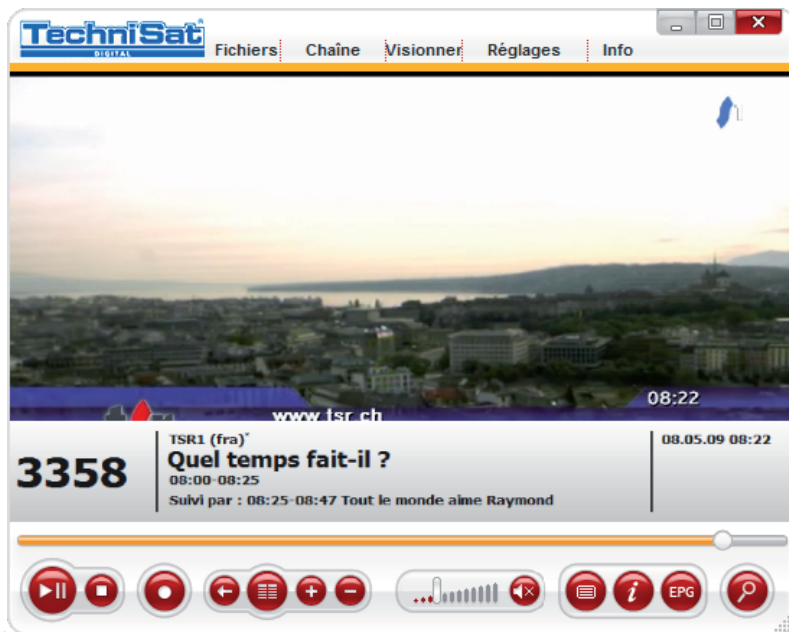 TechniSat
DIGITAL
Fichiers Chaîne Visionner Réglages Info
08:22
www.tsr.ch
3358
TSR1 (fra)*
Quel temps fait-il ?
08:00-08:25
Suivi par : 08:25-08:47 Tout le monde aime Raymond
08.05.09 08:22
i
EPG